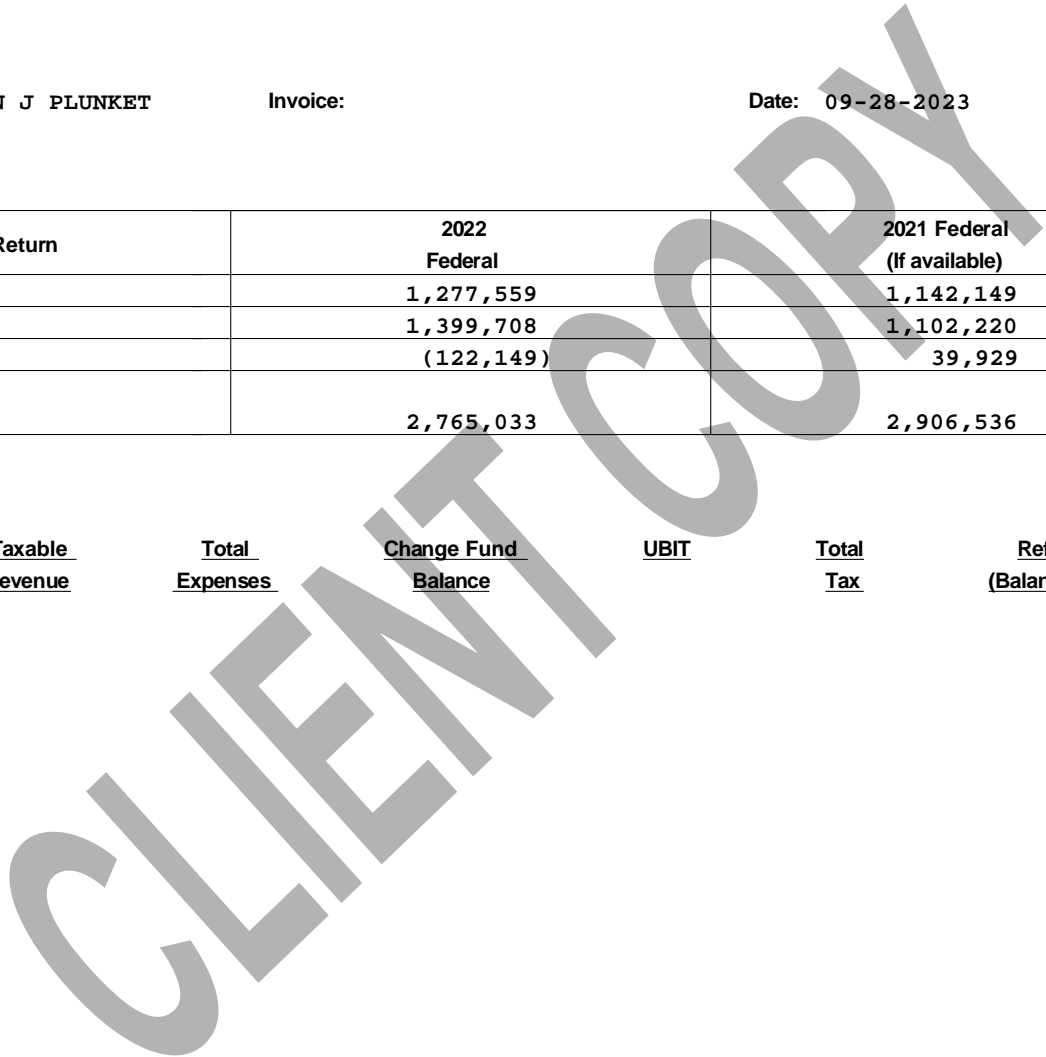 J PLUNKET Invoice: Date: 09-28-2023
Return 2022 Federal 2021 Federal (If available)
1,277,559 1,142,149
1,399,708 1,102,220
(122,149) 39,929
2,765,033 2,906,536
Taxable Total Change Fund UBIT Total
Expenses Balance Tax
CLIENT COPY